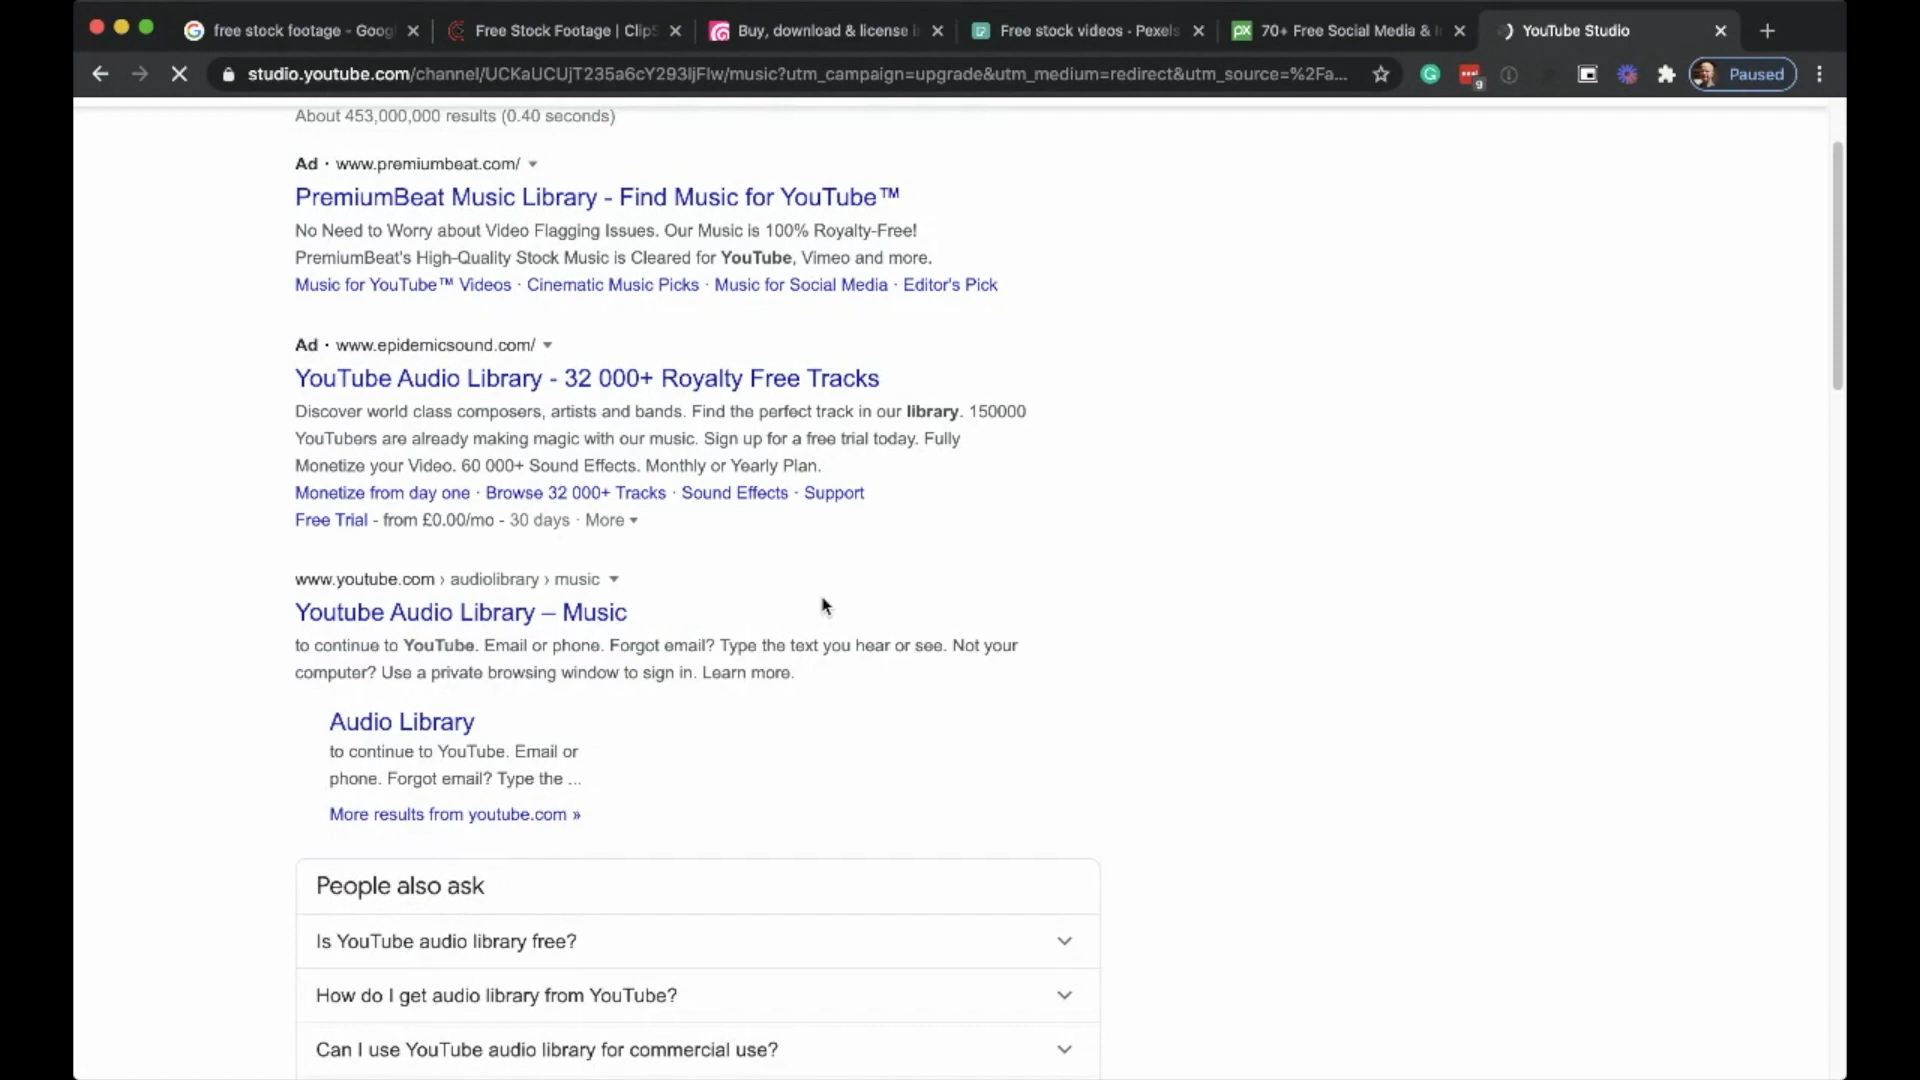 free stock footage - Goog
Free Stock Footage | ClipS
Buy, download & license i
Free stock videos - Pexels
70+ Free Social Media & I
YouTube Studio
studio.youtube.com/channel/UCKaUCUjT235a6cY293IjFlw/music?utm_campaign=upgrade&utm_medium=redirect&utm_source=%2Fa...
9
Paused
About 453,000,000 results (0.40 seconds)
Ad · www.premiumbeat.com/
PremiumBeat Music Library - Find Music for YouTube™
No Need to Worry about Video Flagging Issues. Our Music is 100% Royalty-Free!
PremiumBeat's High-Quality Stock Music is Cleared for YouTube, Vimeo and more.
Music for YouTube™ Videos · Cinematic Music Picks · Music for Social Media · Editor's Pick
Ad · www.epidemicsound.com/
YouTube Audio Library - 32 000+ Royalty Free Tracks
Discover world class composers, artists and bands. Find the perfect track in our library. 150000
YouTubers are already making magic with our music. Sign up for a free trial today. Fully
Monetize your Video. 60 000+ Sound Effects. Monthly or Yearly Plan.
Monetize from day one · Browse 32 000+ Tracks · Sound Effects · Support
Free Trial - from £0.00/mo - 30 days · More
www.youtube.com › audiolibrary › music
Youtube Audio Library – Music
to continue to YouTube. Email or phone. Forgot email? Type the text you hear or see. Not your
computer? Use a private browsing window to sign in. Learn more.
Audio Library
to continue to YouTube. Email or
phone. Forgot email? Type the ...
More results from youtube.com »
People also ask
Is YouTube audio library free?
How do I get audio library from YouTube?
Can I use YouTube audio library for commercial use?